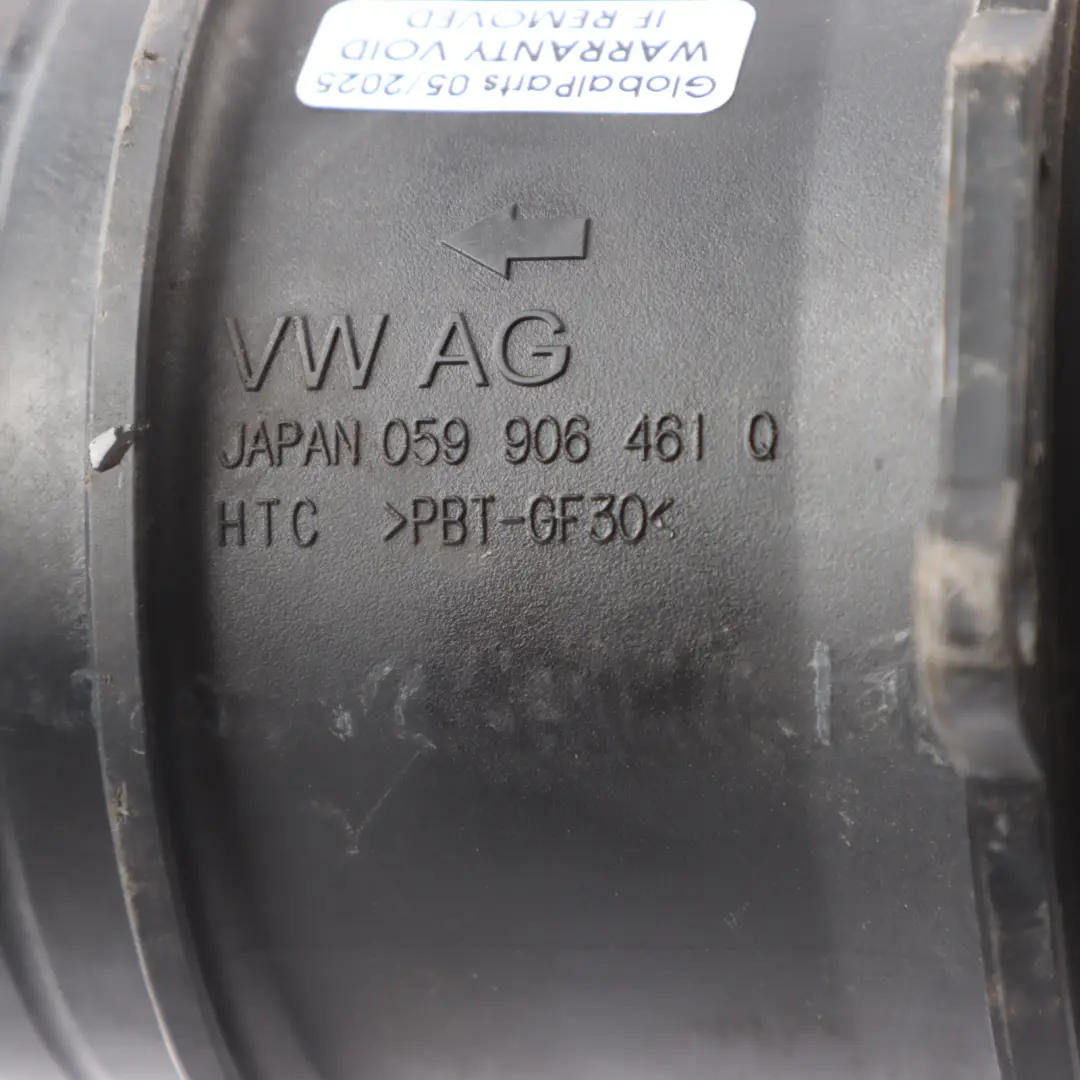 GlobalParts 05/2025
WARRANTY VOID
IF REMOVED
VW AG
JAPAN 059 906 461 Q
HTC >PBT-GF30<